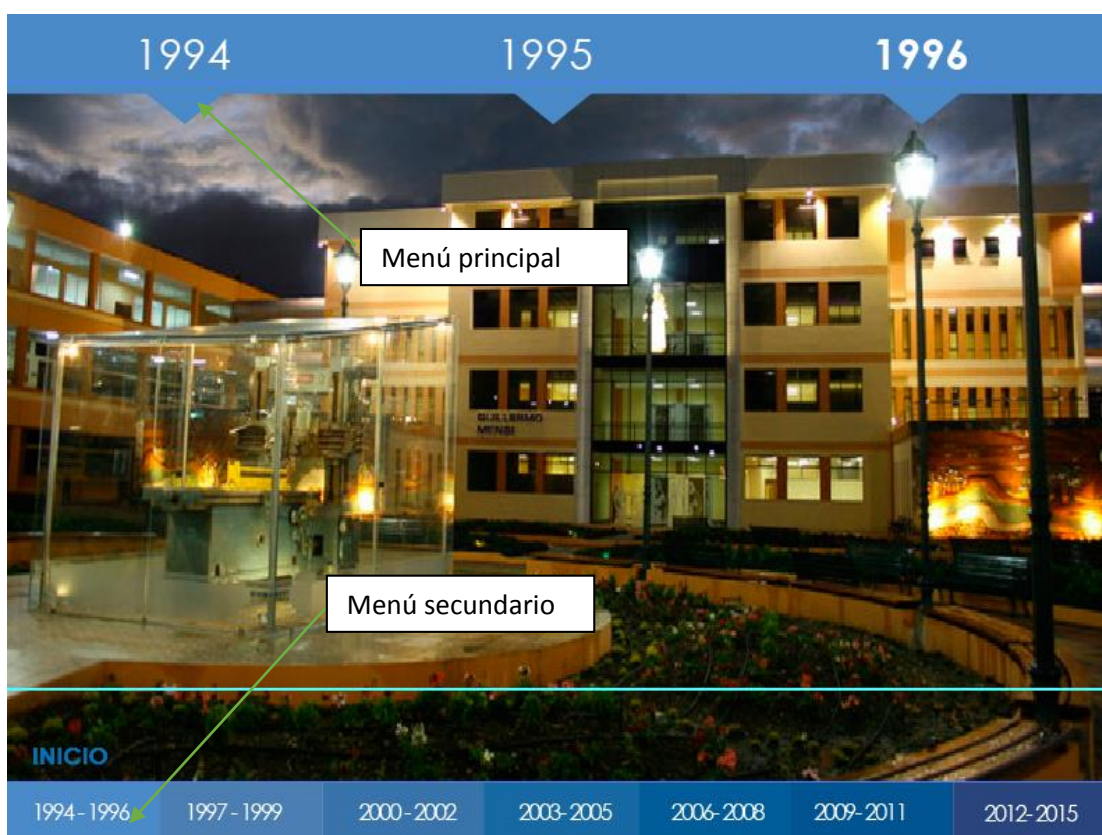 1994 1995 1996
Menú principal
GUILLERMO
MENSI
Menú secundario
INICIO
1994-1996 1997-1999 2000-2002 2003-2005 2006-2008 2009-2011 2012-2015